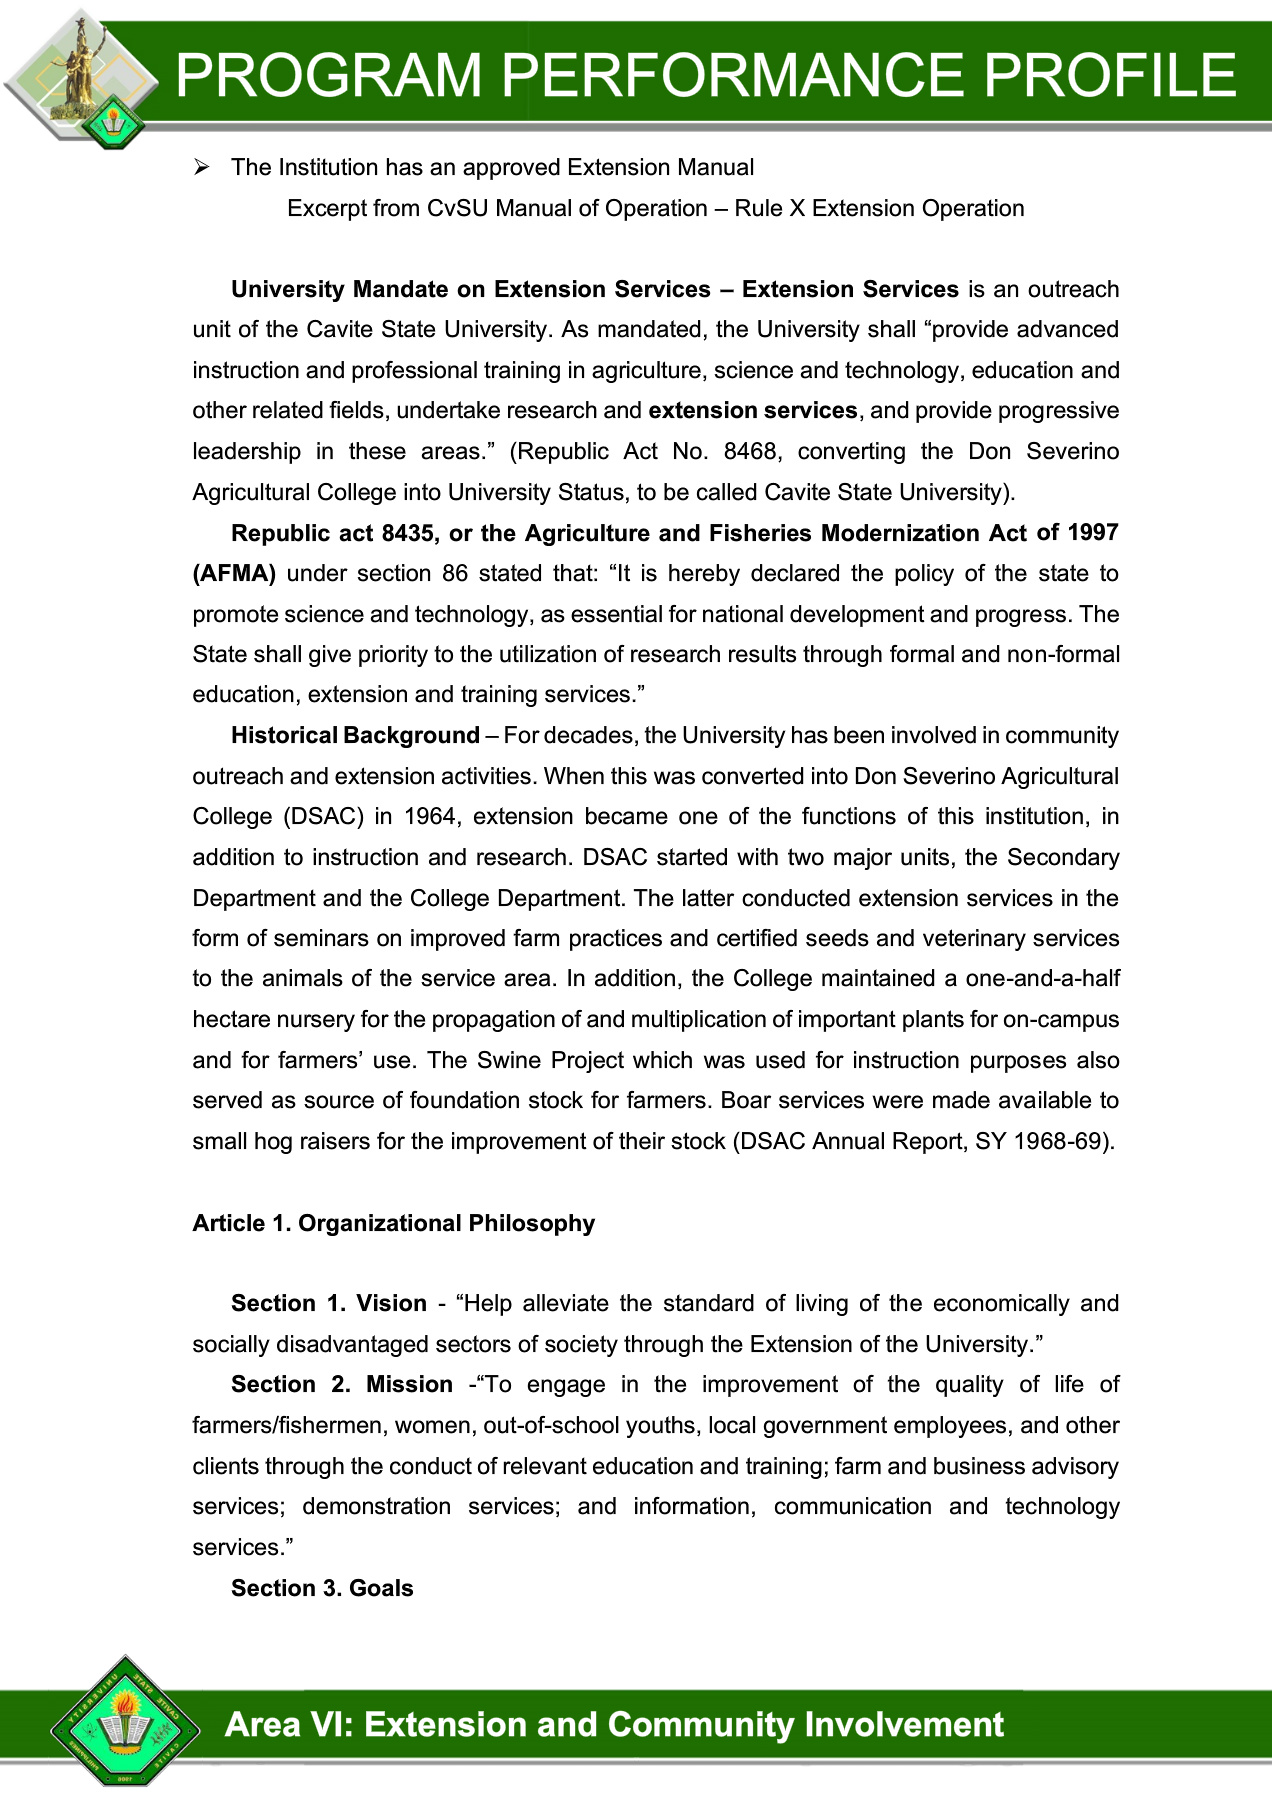 PROGRAM PERFORMANCE PROFILE
➢ The Institution has an approved Extension Manual
Excerpt from CvSU Manual of Operation – Rule X Extension Operation
University Mandate on Extension Services – Extension Services is an outreach
unit of the Cavite State University. As mandated, the University shall “provide advanced
instruction and professional training in agriculture, science and technology, education and
other related fields, undertake research and extension services, and provide progressive
leadership in these areas.” (Republic Act No. 8468, converting the Don Severino
Agricultural College into University Status, to be called Cavite State University).
Republic act 8435, or the Agriculture and Fisheries Modernization Act of 1997
(AFMA) under section 86 stated that: “It is hereby declared the policy of the state to
promote science and technology, as essential for national development and progress. The
State shall give priority to the utilization of research results through formal and non-formal
education, extension and training services.”
Historical Background – For decades, the University has been involved in community
outreach and extension activities. When this was converted into Don Severino Agricultural
College (DSAC) in 1964, extension became one of the functions of this institution, in
addition to instruction and research. DSAC started with two major units, the Secondary
Department and the College Department. The latter conducted extension services in the
form of seminars on improved farm practices and certified seeds and veterinary services
to the animals of the service area. In addition, the College maintained a one-and-a-half
hectare nursery for the propagation of and multiplication of important plants for on-campus
and for farmers’ use. The Swine Project which was used for instruction purposes also
served as source of foundation stock for farmers. Boar services were made available to
small hog raisers for the improvement of their stock (DSAC Annual Report, SY 1968-69).
Article 1. Organizational Philosophy
Section 1. Vision - “Help alleviate the standard of living of the economically and
socially disadvantaged sectors of society through the Extension of the University.”
Section 2. Mission -“To engage in the improvement of the quality of life of
farmers/fishermen, women, out-of-school youths, local government employees, and other
clients through the conduct of relevant education and training; farm and business advisory
services; demonstration services; and information, communication and technology
services.”
Section 3. Goals
CAVITE STATE UNIVERSITY
CAVITE
PHILIPPINES
Area VI: Extension and Community Involvement